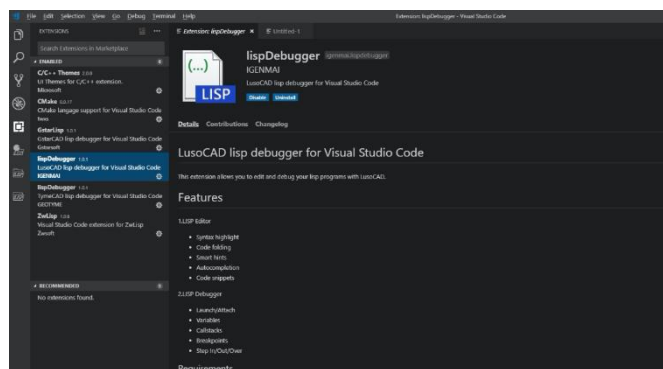 File Edit Selection View Go Debug Terminal Help
Extension: lispDebugger - Visual Studio Code
EXTENSIONS
Extension: lispDebugger
Untitled-1
Search Extensions in Marketplace
ENABLED
C/C++ Themes
UI Themes for C/C++ extension.
Microsoft
CMake 0.0.17
CMake langage support for Visual Studio Code
twxs
GstarLisp
GstarCAD lisp debugger for Visual Studio Code
Gstarsoft
lispDebugger
LusoCAD lisp debugger for Visual Studio Code
IGENMAI
lispDebugger
TymeCAD lisp debugger for Visual Studio Code
GEOTYME
ZwLisp
Visual Studio Code extension for ZwLisp
Zwsoft
RECOMMENDED
No extensions found.
(...)
LISP
lispDebugger
IGENMAI
LusoCAD lisp debugger for Visual Studio Code
Disable Uninstall
Details Contributions Changelog
LusoCAD lisp debugger for Visual Studio Code
This extension allows you to edit and debug your lisp programs with LusoCAD.
Features
1.LISP Editor
Syntax highlight
Code folding
Smart hints
Autocompletion
Code snippets
2.LISP Debugger
Launch/Attach
Variables
Callstacks
Breakpoints
Step In/Out/Over
Requirements